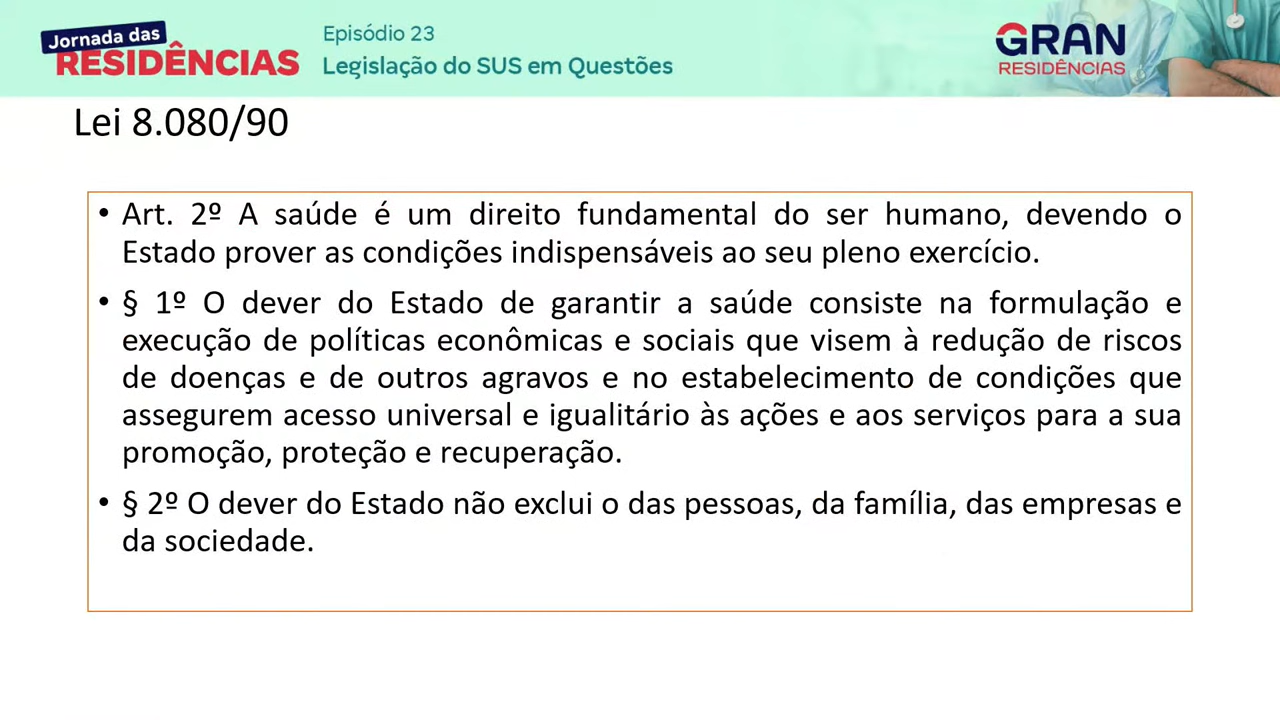 Jornada das
RESIDÊNCIAS
Episódio 23
Legislação do SUS em Questões
GRAN
RESIDÊNCIAS
Lei 8.080/90
• Art. 2º A saúde é um direito fundamental do ser humano, devendo o
Estado prover as condições indispensáveis ao seu pleno exercício.
• § 1º O dever do Estado de garantir a saúde consiste na formulação e
execução de políticas econômicas e sociais que visem à redução de riscos
de doenças e de outros agravos e no estabelecimento de condições que
assegurem acesso universal e igualitário às ações e aos serviços para a sua
promoção, proteção e recuperação.
• § 2º O dever do Estado não exclui o das pessoas, da família, das empresas e
da sociedade.